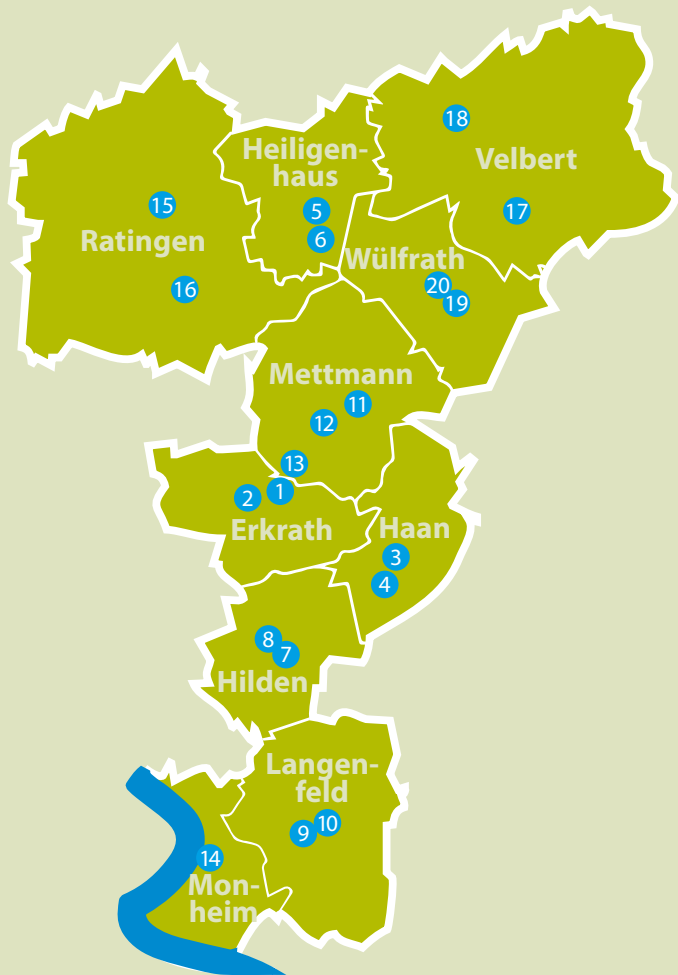 18
Heiligen-
haus
Velbert
15
5
17
Ratingen
6
Wülfrath
16
20
19
Mettmann
11
12
13
1
2
Erkrath
Haan
3
4
8
7
Hilden
Langen-
feld
10
9
14
Mon-
heim